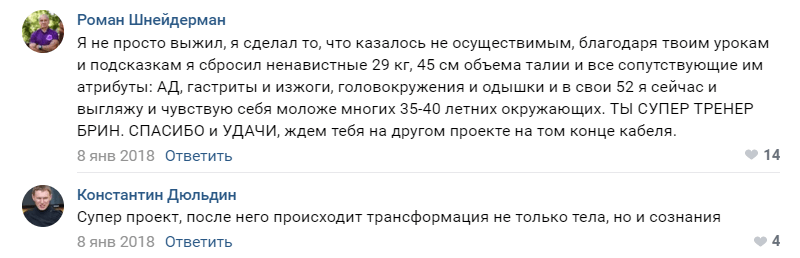 Роман Шнейдерман
Я не просто выжил, я сделал то, что казалось не осуществимым, благодаря твоим урокам
и подсказкам я сбросил ненавистные 29 кг, 45 см объема талии и все сопутствующие им
атрибуты: АД, гастриты и изжоги, головокружения и одышки и в свои 52 я сейчас и
выгляжу и чувствую себя моложе многих 35-40 летних окружающих. ТЫ СУПЕР ТРЕНЕР
БРИН. СПАСИБО и УДАЧИ, ждем тебя на другом проекте на том конце кабеля.
8 янв 2018 Ответить 14
Константин Дюльдин
Супер проект, после него происходит трансформация не только тела, но и сознания
8 янв 2018 Ответить 4